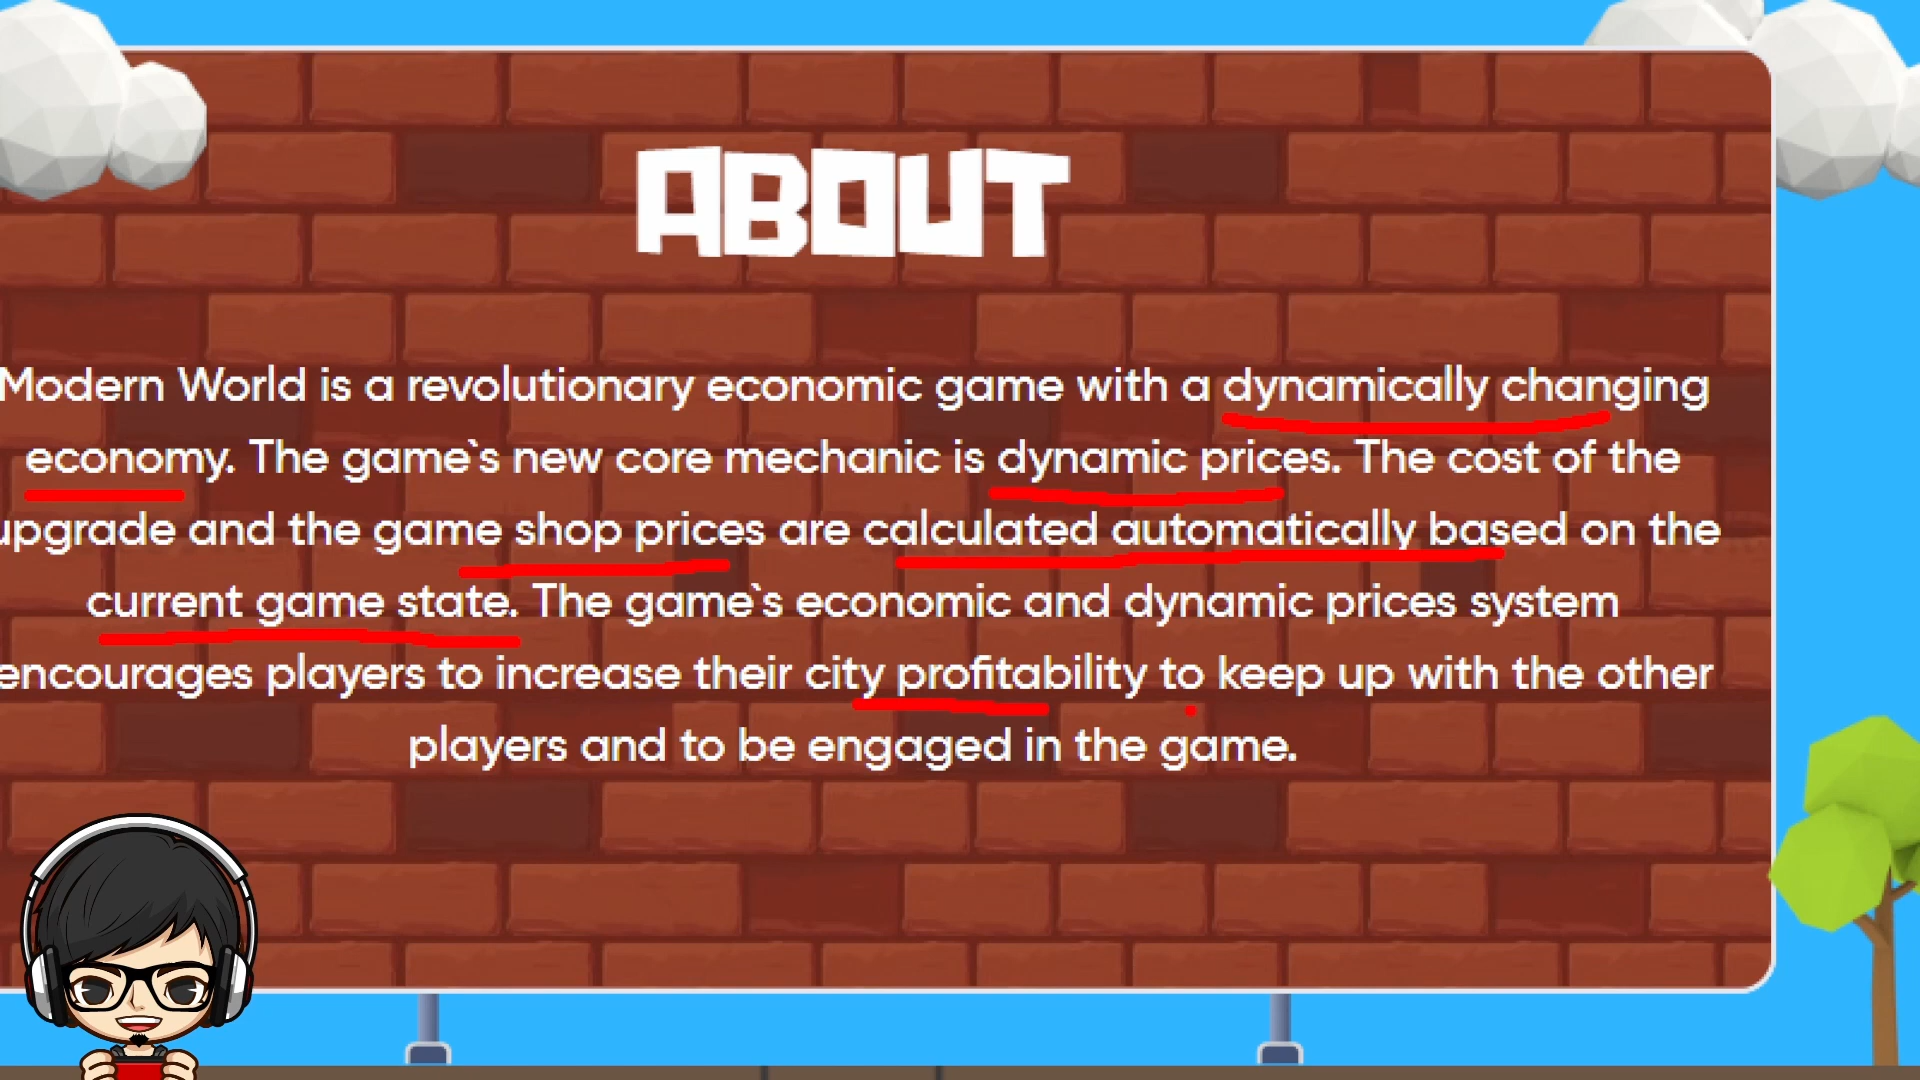 ABOUT
Modern World is a revolutionary economic game with a dynamically changing
economy. The game`s new core mechanic is dynamic prices. The cost of the
upgrade and the game shop prices are calculated automatically based on the
current game state. The game`s economic and dynamic prices system
encourages players to increase their city profitability to keep up with the other
players and to be engaged in the game.